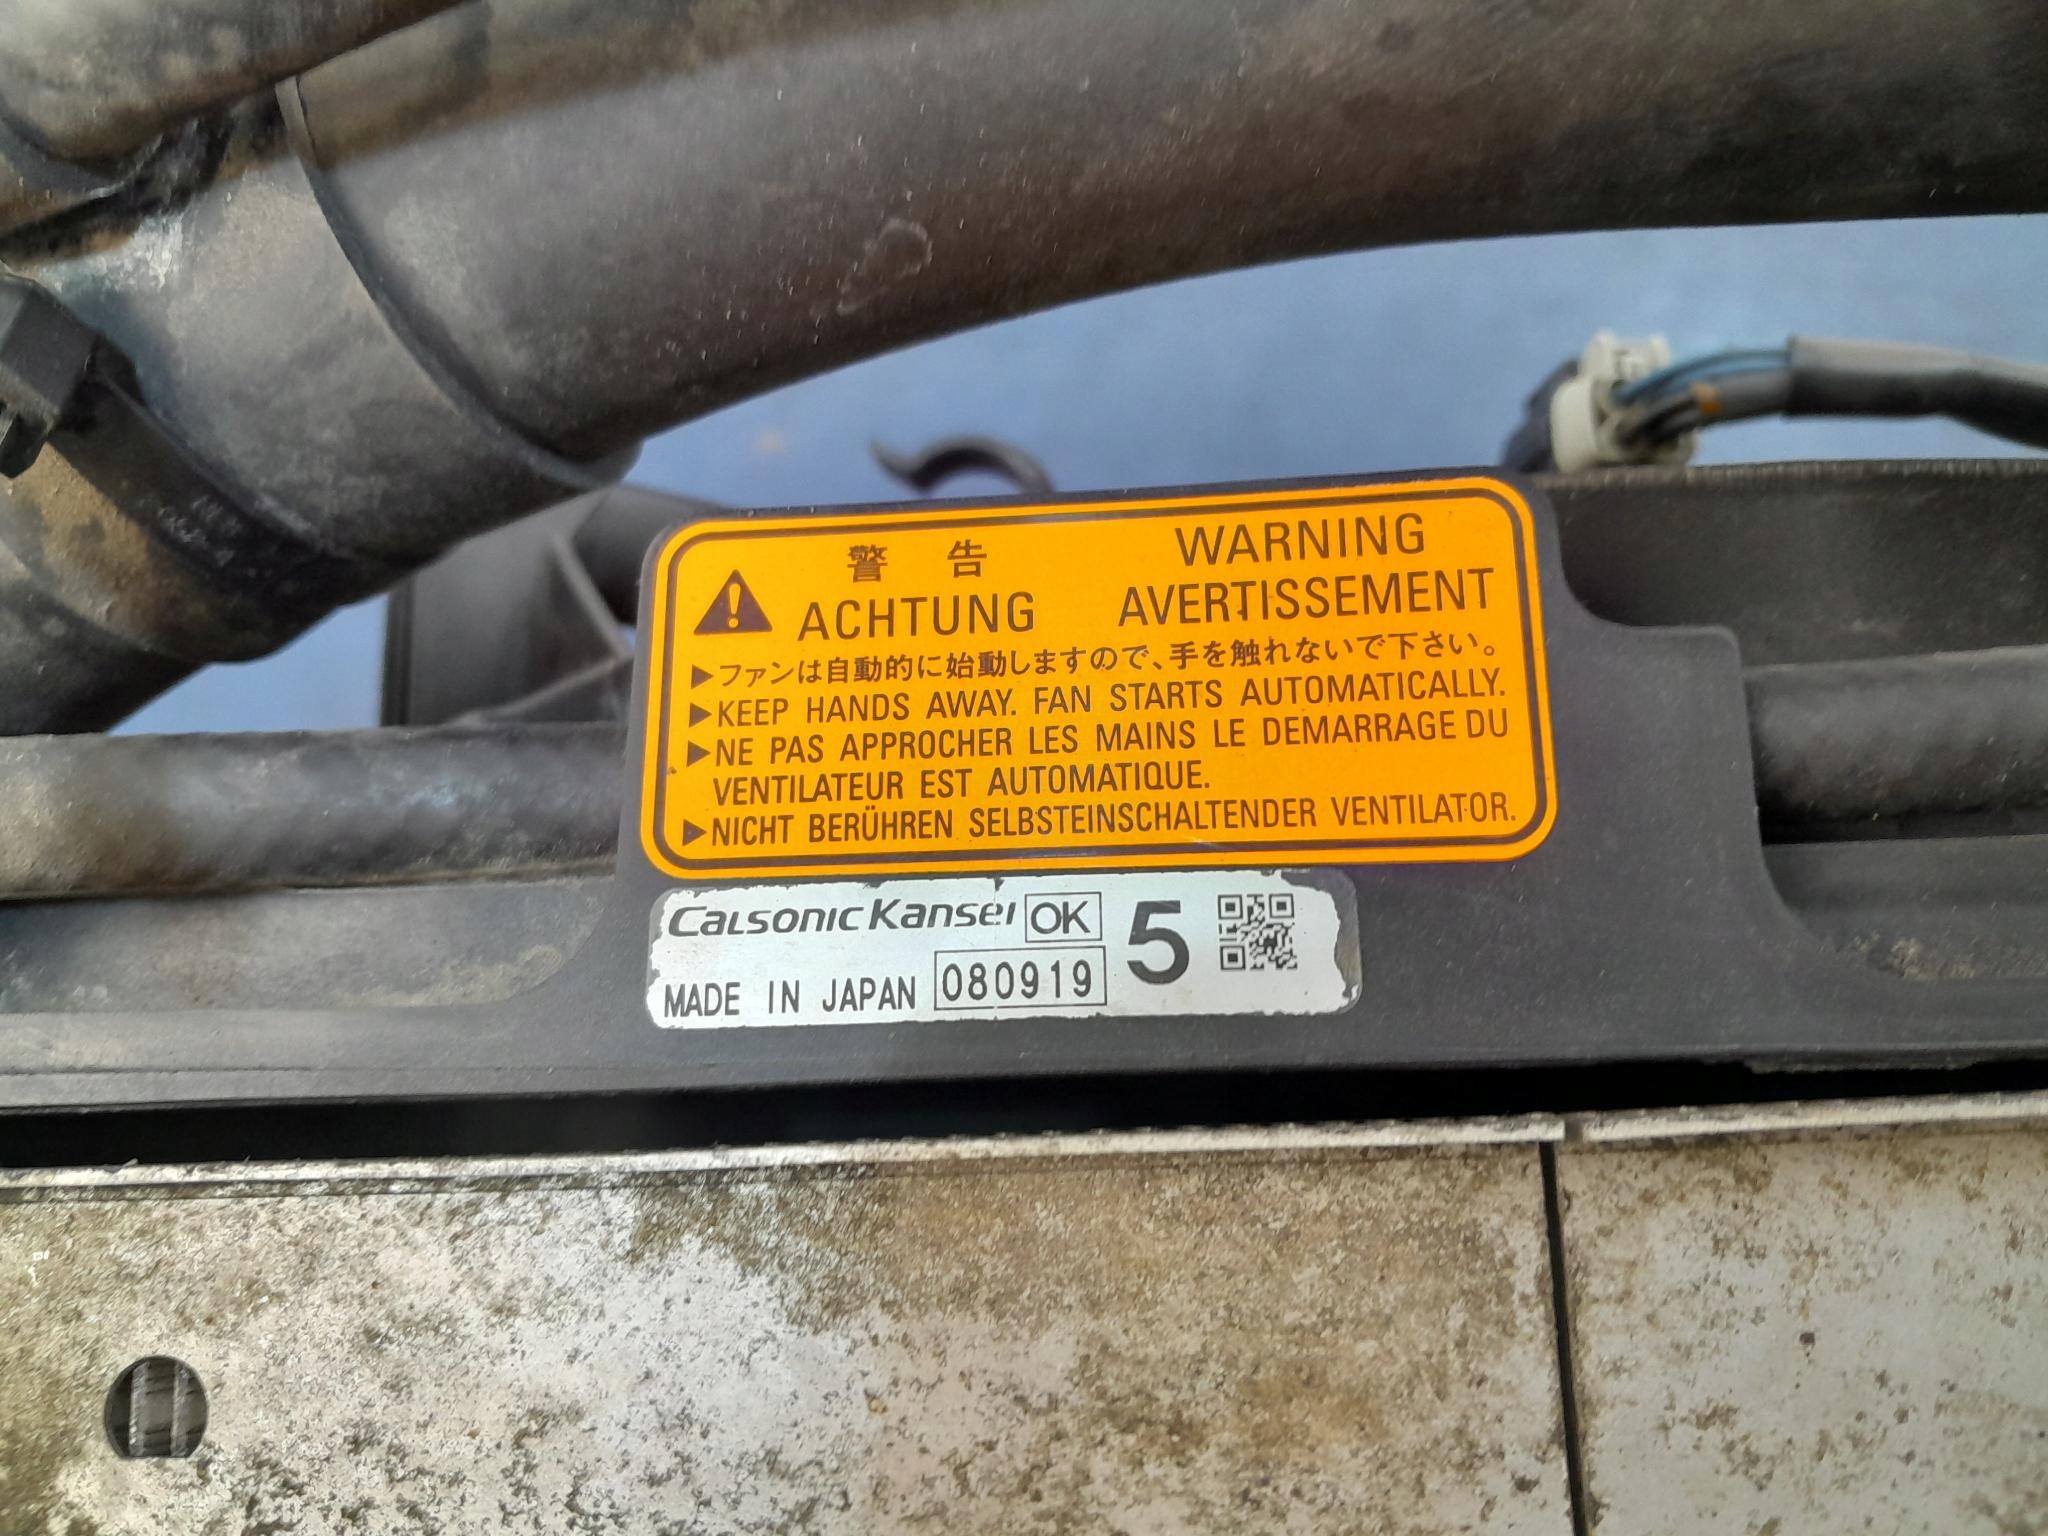 警告 WARNING
ACHTUNG AVERTISSEMENT
▶ファンは自動的に始動しますので、手を触れないで下さい。
▶KEEP HANDS AWAY. FAN STARTS AUTOMATICALLY.
▶NE PAS APPROCHER LES MAINS LE DEMARRAGE DU
VENTILATEUR EST AUTOMATIQUE.
▶NICHT BERÜHREN SELBSTEINSCHALTENDER VENTILATOR.
CALSONIC KANSEI OK 5
MADE IN JAPAN 080919